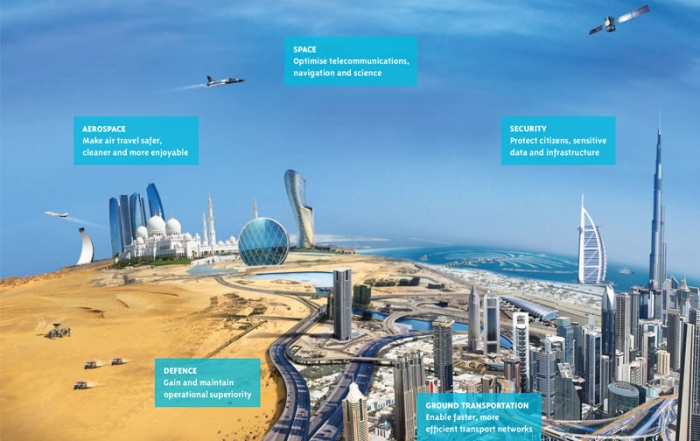 SPACE
Optimise telecommunications,
navigation and science
AEROSPACE
Make air travel safer,
cleaner and more enjoyable
SECURITY
Protect citizens, sensitive
data and infrastructure
DEFENCE
Gain and maintain
operational superiority
GROUND TRANSPORTATION
Enable faster, more
efficient transport networks